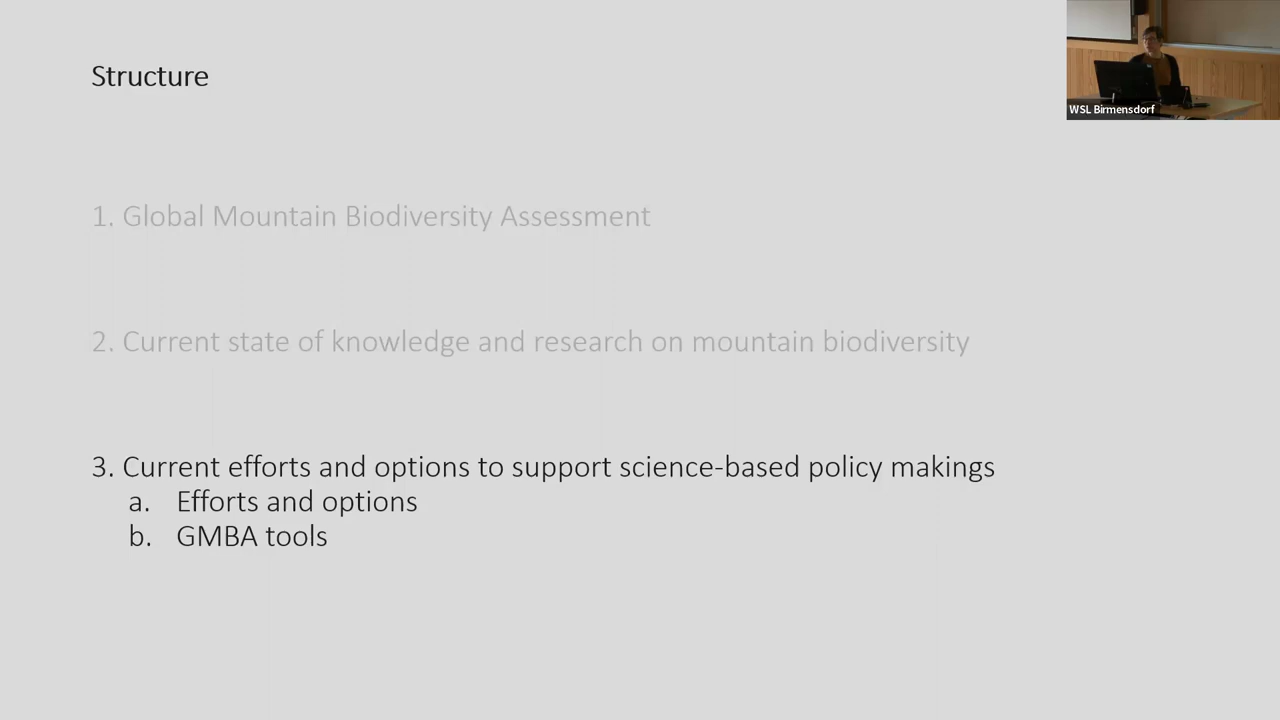 Structure
WSL Birmensdorf
1. Global Mountain Biodiversity Assessment
2. Current state of knowledge and research on mountain biodiversity
3. Current efforts and options to support science-based policy makings
a. Efforts and options
b. GMBA tools